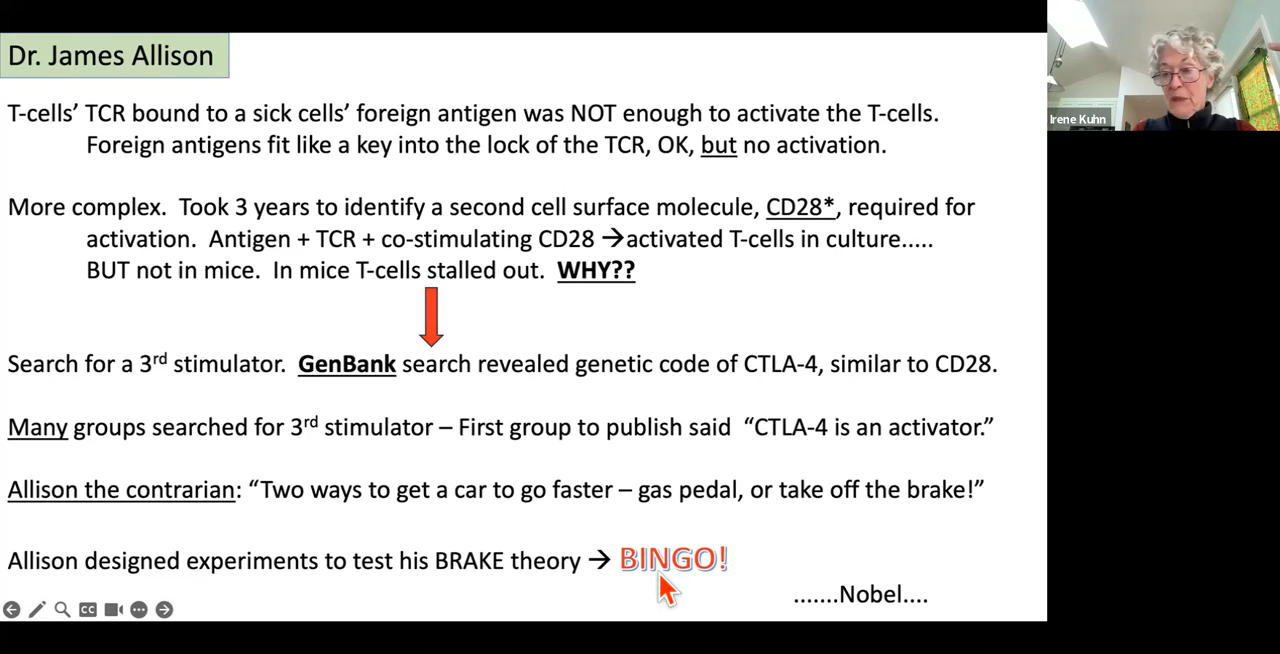 Dr. James Allison
Irene Kuhn
T-cells’ TCR bound to a sick cells’ foreign antigen was NOT enough to activate the T-cells.
Foreign antigens fit like a key into the lock of the TCR, OK, but no activation.
More complex. Took 3 years to identify a second cell surface molecule, CD28*, required for
activation. Antigen + TCR + co-stimulating CD28 →activated T-cells in culture.....
BUT not in mice. In mice T-cells stalled out. WHY??
Search for a 3rd stimulator. GenBank search revealed genetic code of CTLA-4, similar to CD28.
Many groups searched for 3rd stimulator – First group to publish said “CTLA-4 is an activator.”
Allison the contrarian: “Two ways to get a car to go faster – gas pedal, or take off the brake!”
Allison designed experiments to test his BRAKE theory → BINGO!
.......Nobel....
CC